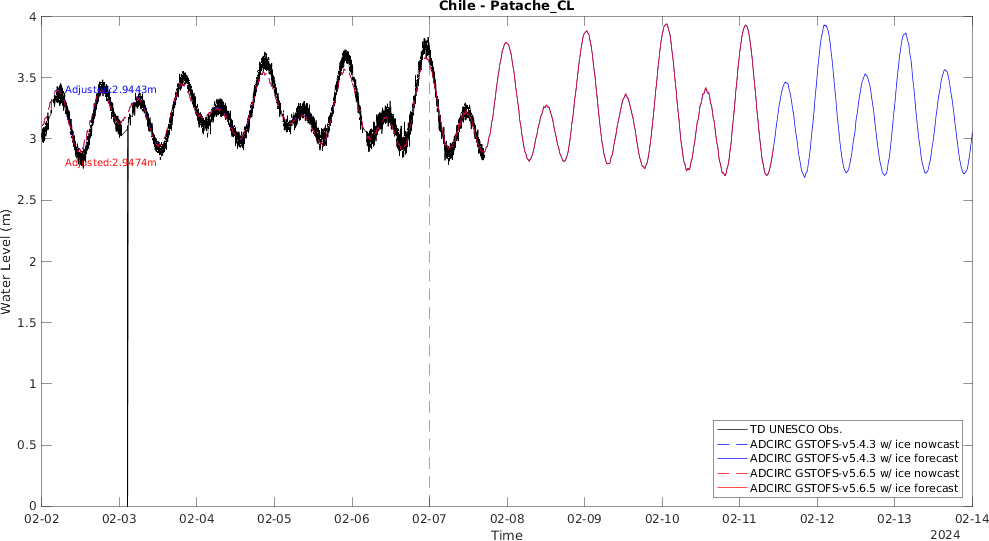 Chile - Patache_CL
4
3.5
3
2.5
2
1.5
1
0.5
0
Water Level (m)
Adjusted:2.9443m
Adjusted:2.9474m
TD UNESCO Obs.
ADCIRC GSTOFS-v5.4.3 w/ ice nowcast
ADCIRC GSTOFS-v5.4.3 w/ ice forecast
ADCIRC GSTOFS-v5.6.5 w/ ice nowcast
ADCIRC GSTOFS-v5.6.5 w/ ice forecast
02-02 02-03 02-04 02-05 02-06 02-07 02-08 02-09 02-10 02-11 02-12 02-13 02-14
Time
2024